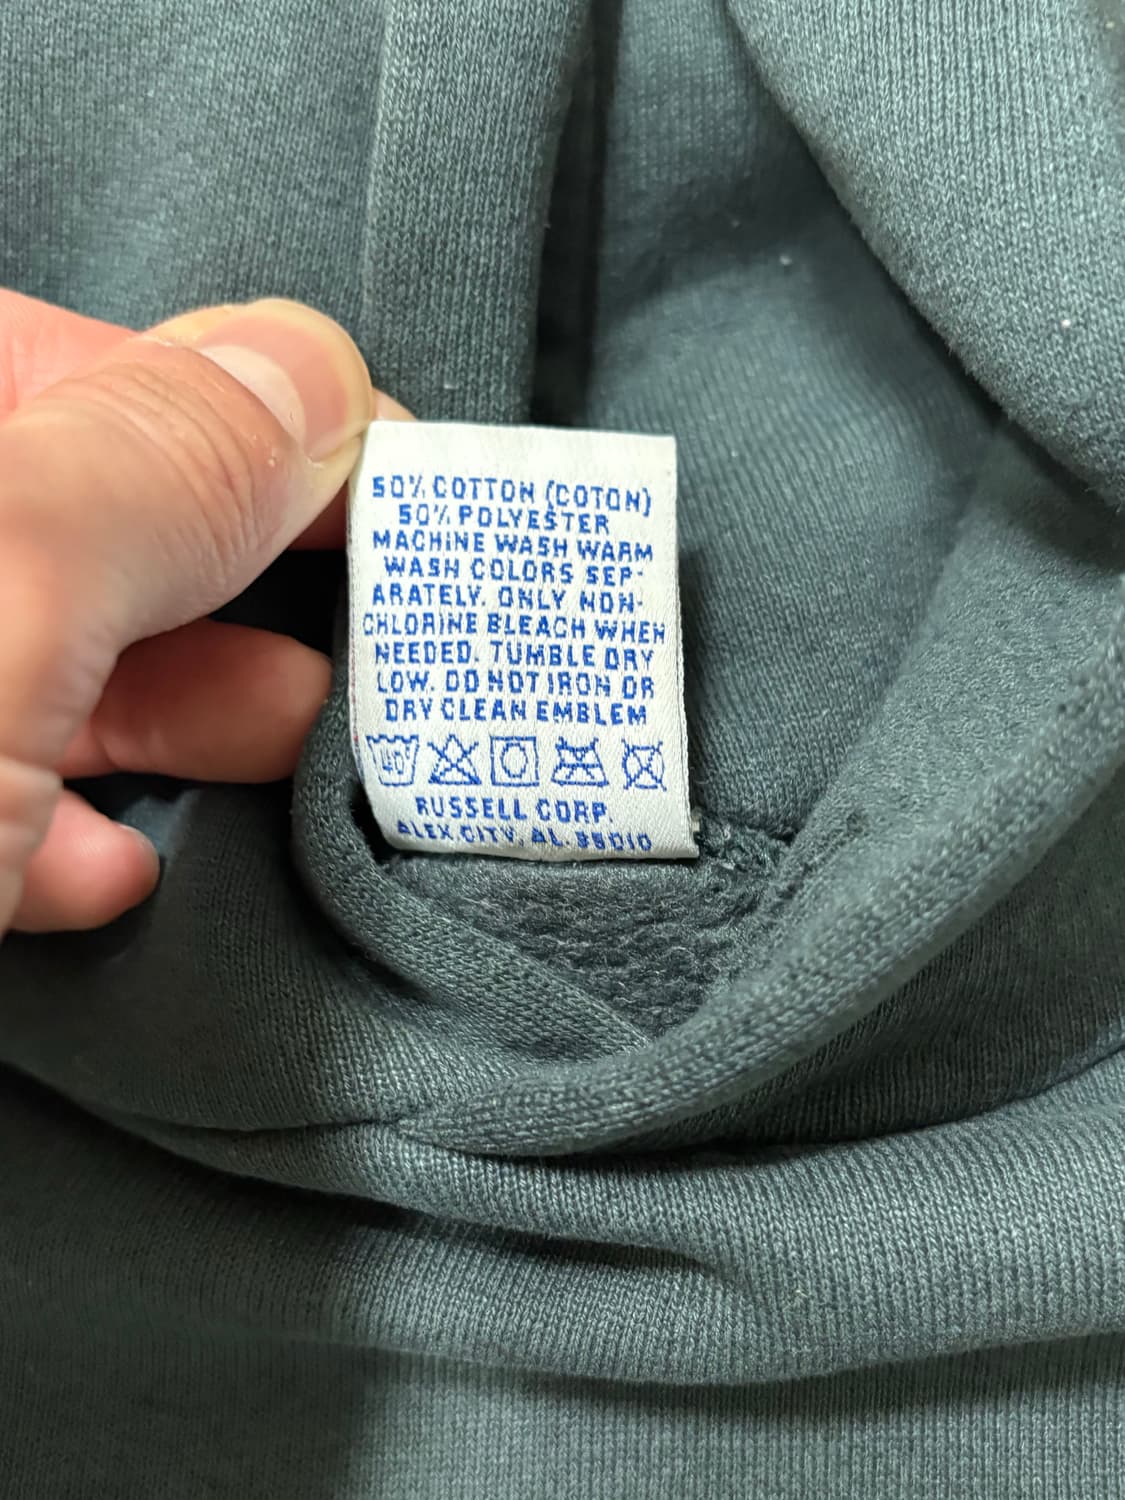 50% COTTON (COTON)
50% POLYESTER
MACHINE WASH WARM
WASH COLORS SEP-
ARATELY. ONLY NON-
CHLORINE BLEACH WHEN
NEEDED. TUMBLE DRY
LOW. DO NOT IRON OR
DRY CLEAN EMBLEM
40°
RUSSELL CORP.
ALEX CITY, AL. 35010